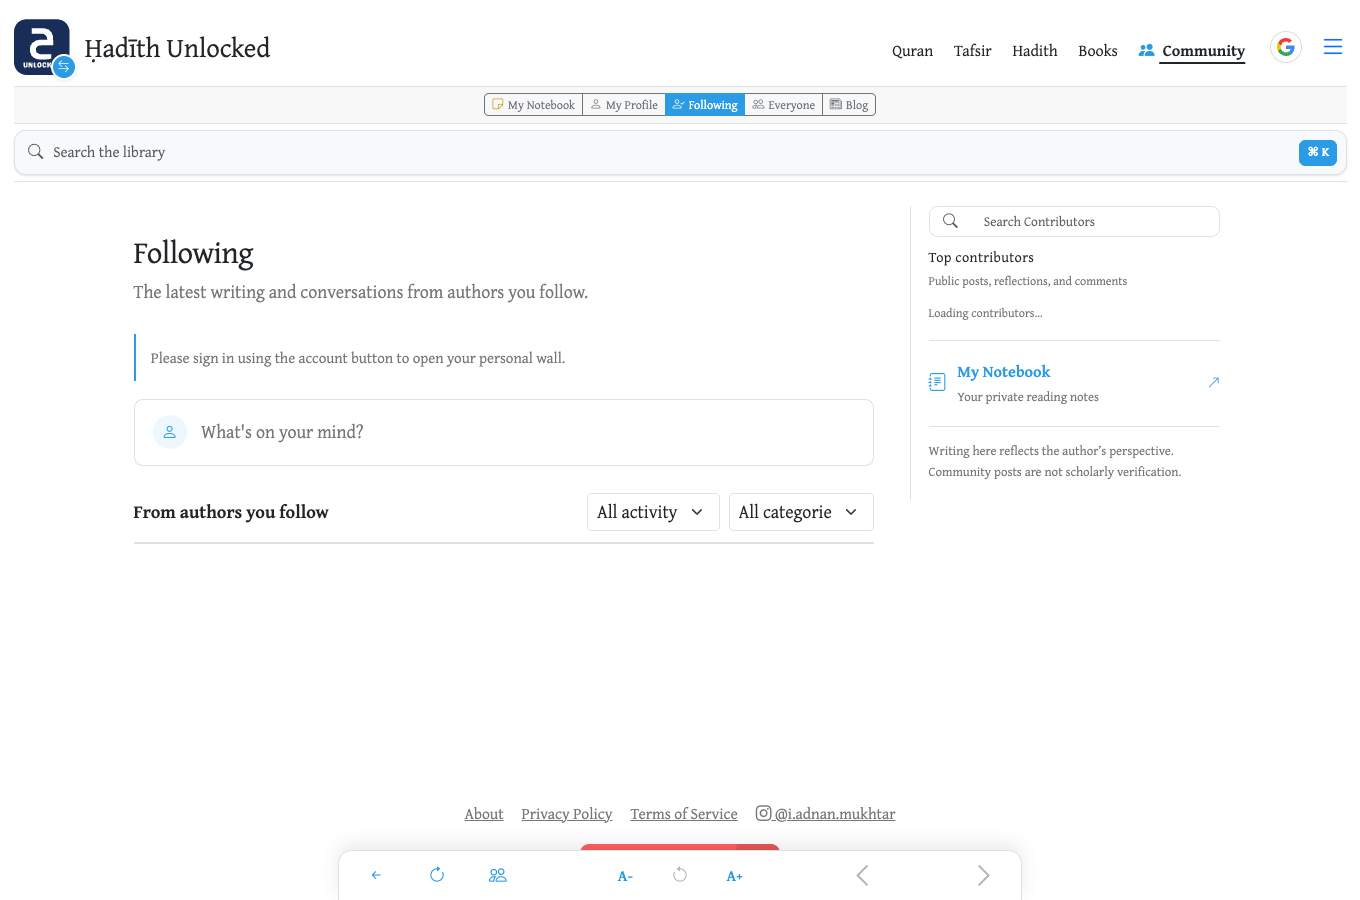 Ḥadīth Unlocked
Quran
Tafsir
Hadith
Books
Community
My Notebook
My Profile
Following
Everyone
Blog
Search the library
⌘ K
Following
The latest writing and conversations from authors you follow.
Please sign in using the account button to open your personal wall.
What's on your mind?
From authors you follow
All activity
All categorie
Search Contributors
Top contributors
Public posts, reflections, and comments
Loading contributors…
My Notebook
Your private reading notes
Writing here reflects the author’s perspective.
Community posts are not scholarly verification.
About
Privacy Policy
Terms of Service
@i.adnan.mukhtar
A-
A+